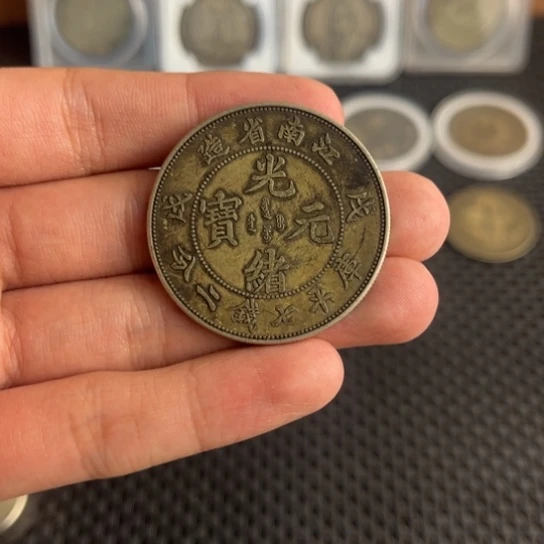 江南省造
戊戌
光緒元寶
庫平七錢二分